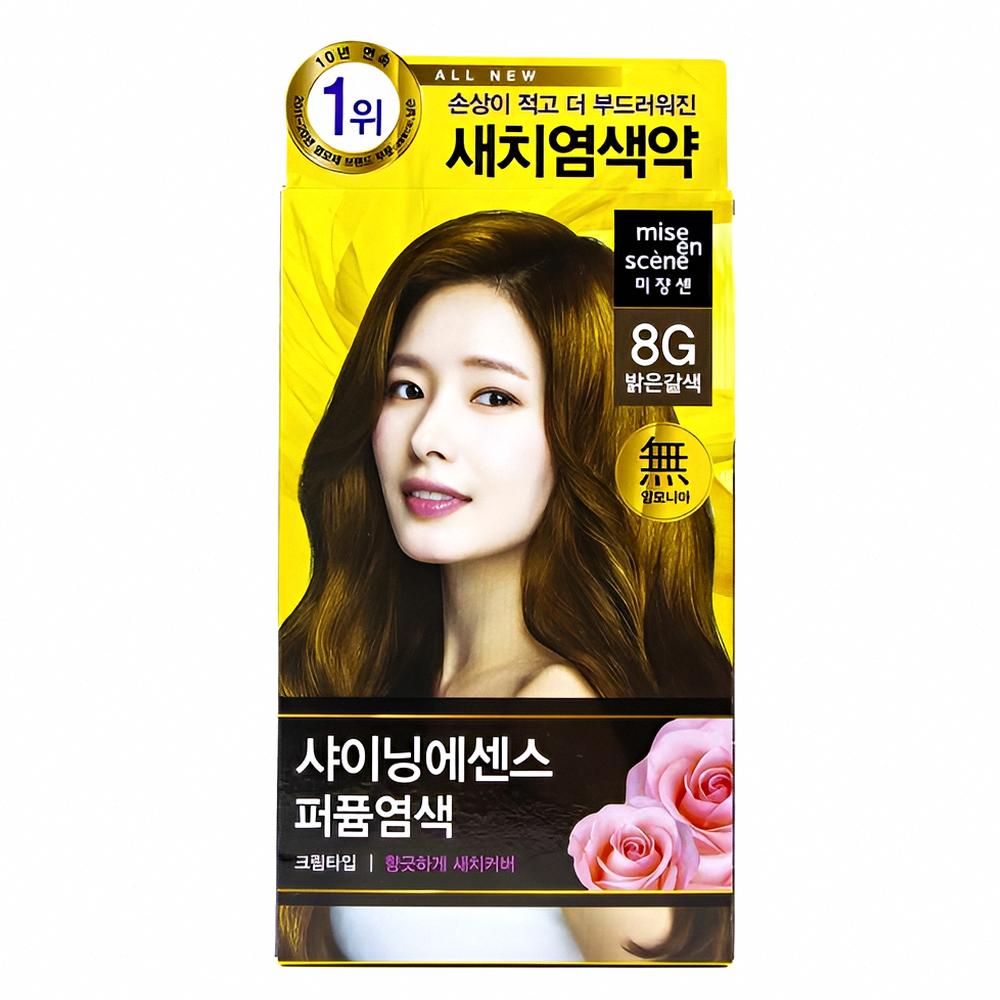 10년 연속
1위
ALL NEW
손상이 적고 더 부드러워진
새치염색약
mise
en
scène
미쟝센
8G
밝은갈색
無
암모니아
샤이닝에센스
퍼퓸염색
크림타입 | 향긋하게 새치커버